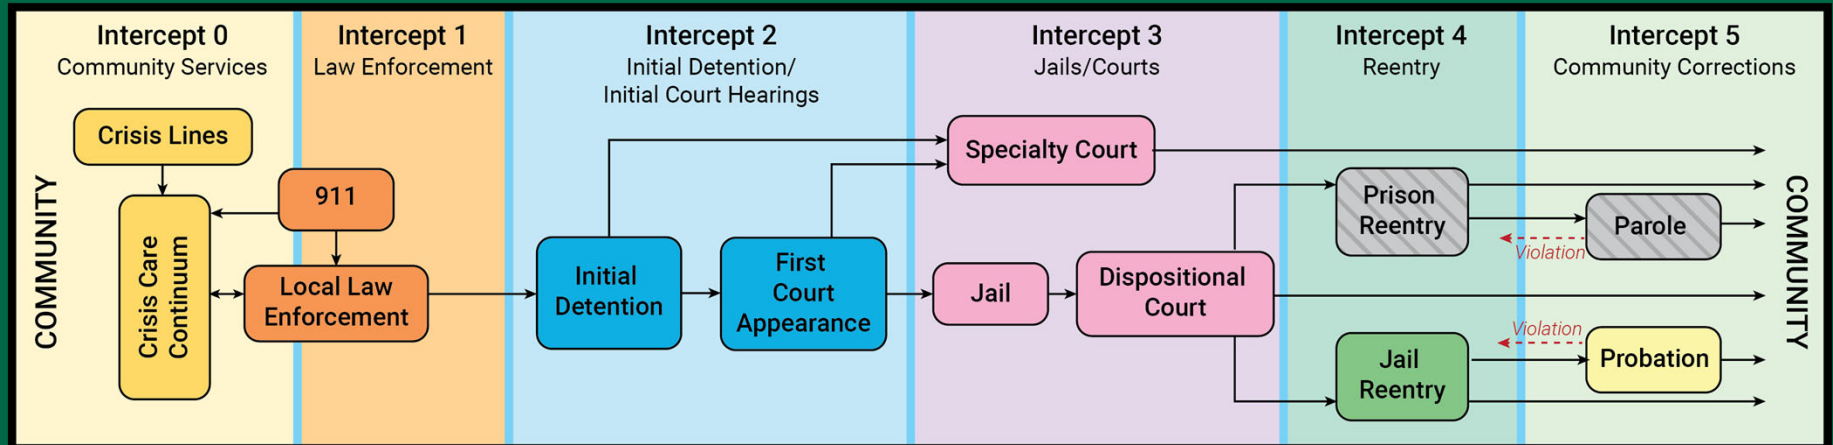 Intercept 0
Community Services
Intercept 1
Law Enforcement
Intercept 2
Initial Detention/
Initial Court Hearings
Intercept 3
Jails/Courts
Intercept 4
Reentry
Intercept 5
Community Corrections
COMMUNITY
Crisis Lines
Crisis Care
Continuum
911
Local Law
Enforcement
Initial
Detention
First
Court
Appearance
Specialty Court
Jail
Dispositional
Court
Prison
Reentry
Parole
Violation
Jail
Reentry
Violation
Probation
COMMUNITY